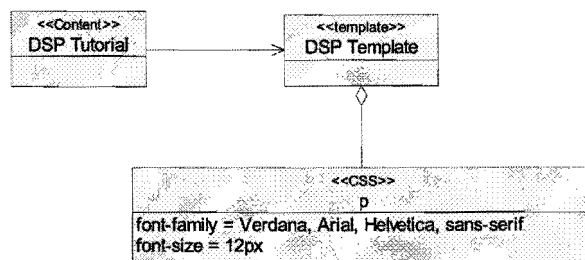 <<Content>>
DSP Tutorial
<<template>>
DSP Template
<<CSS>>
p
font-family = Verdana, Arial, Helvetica, sans-serif
font-size = 12px